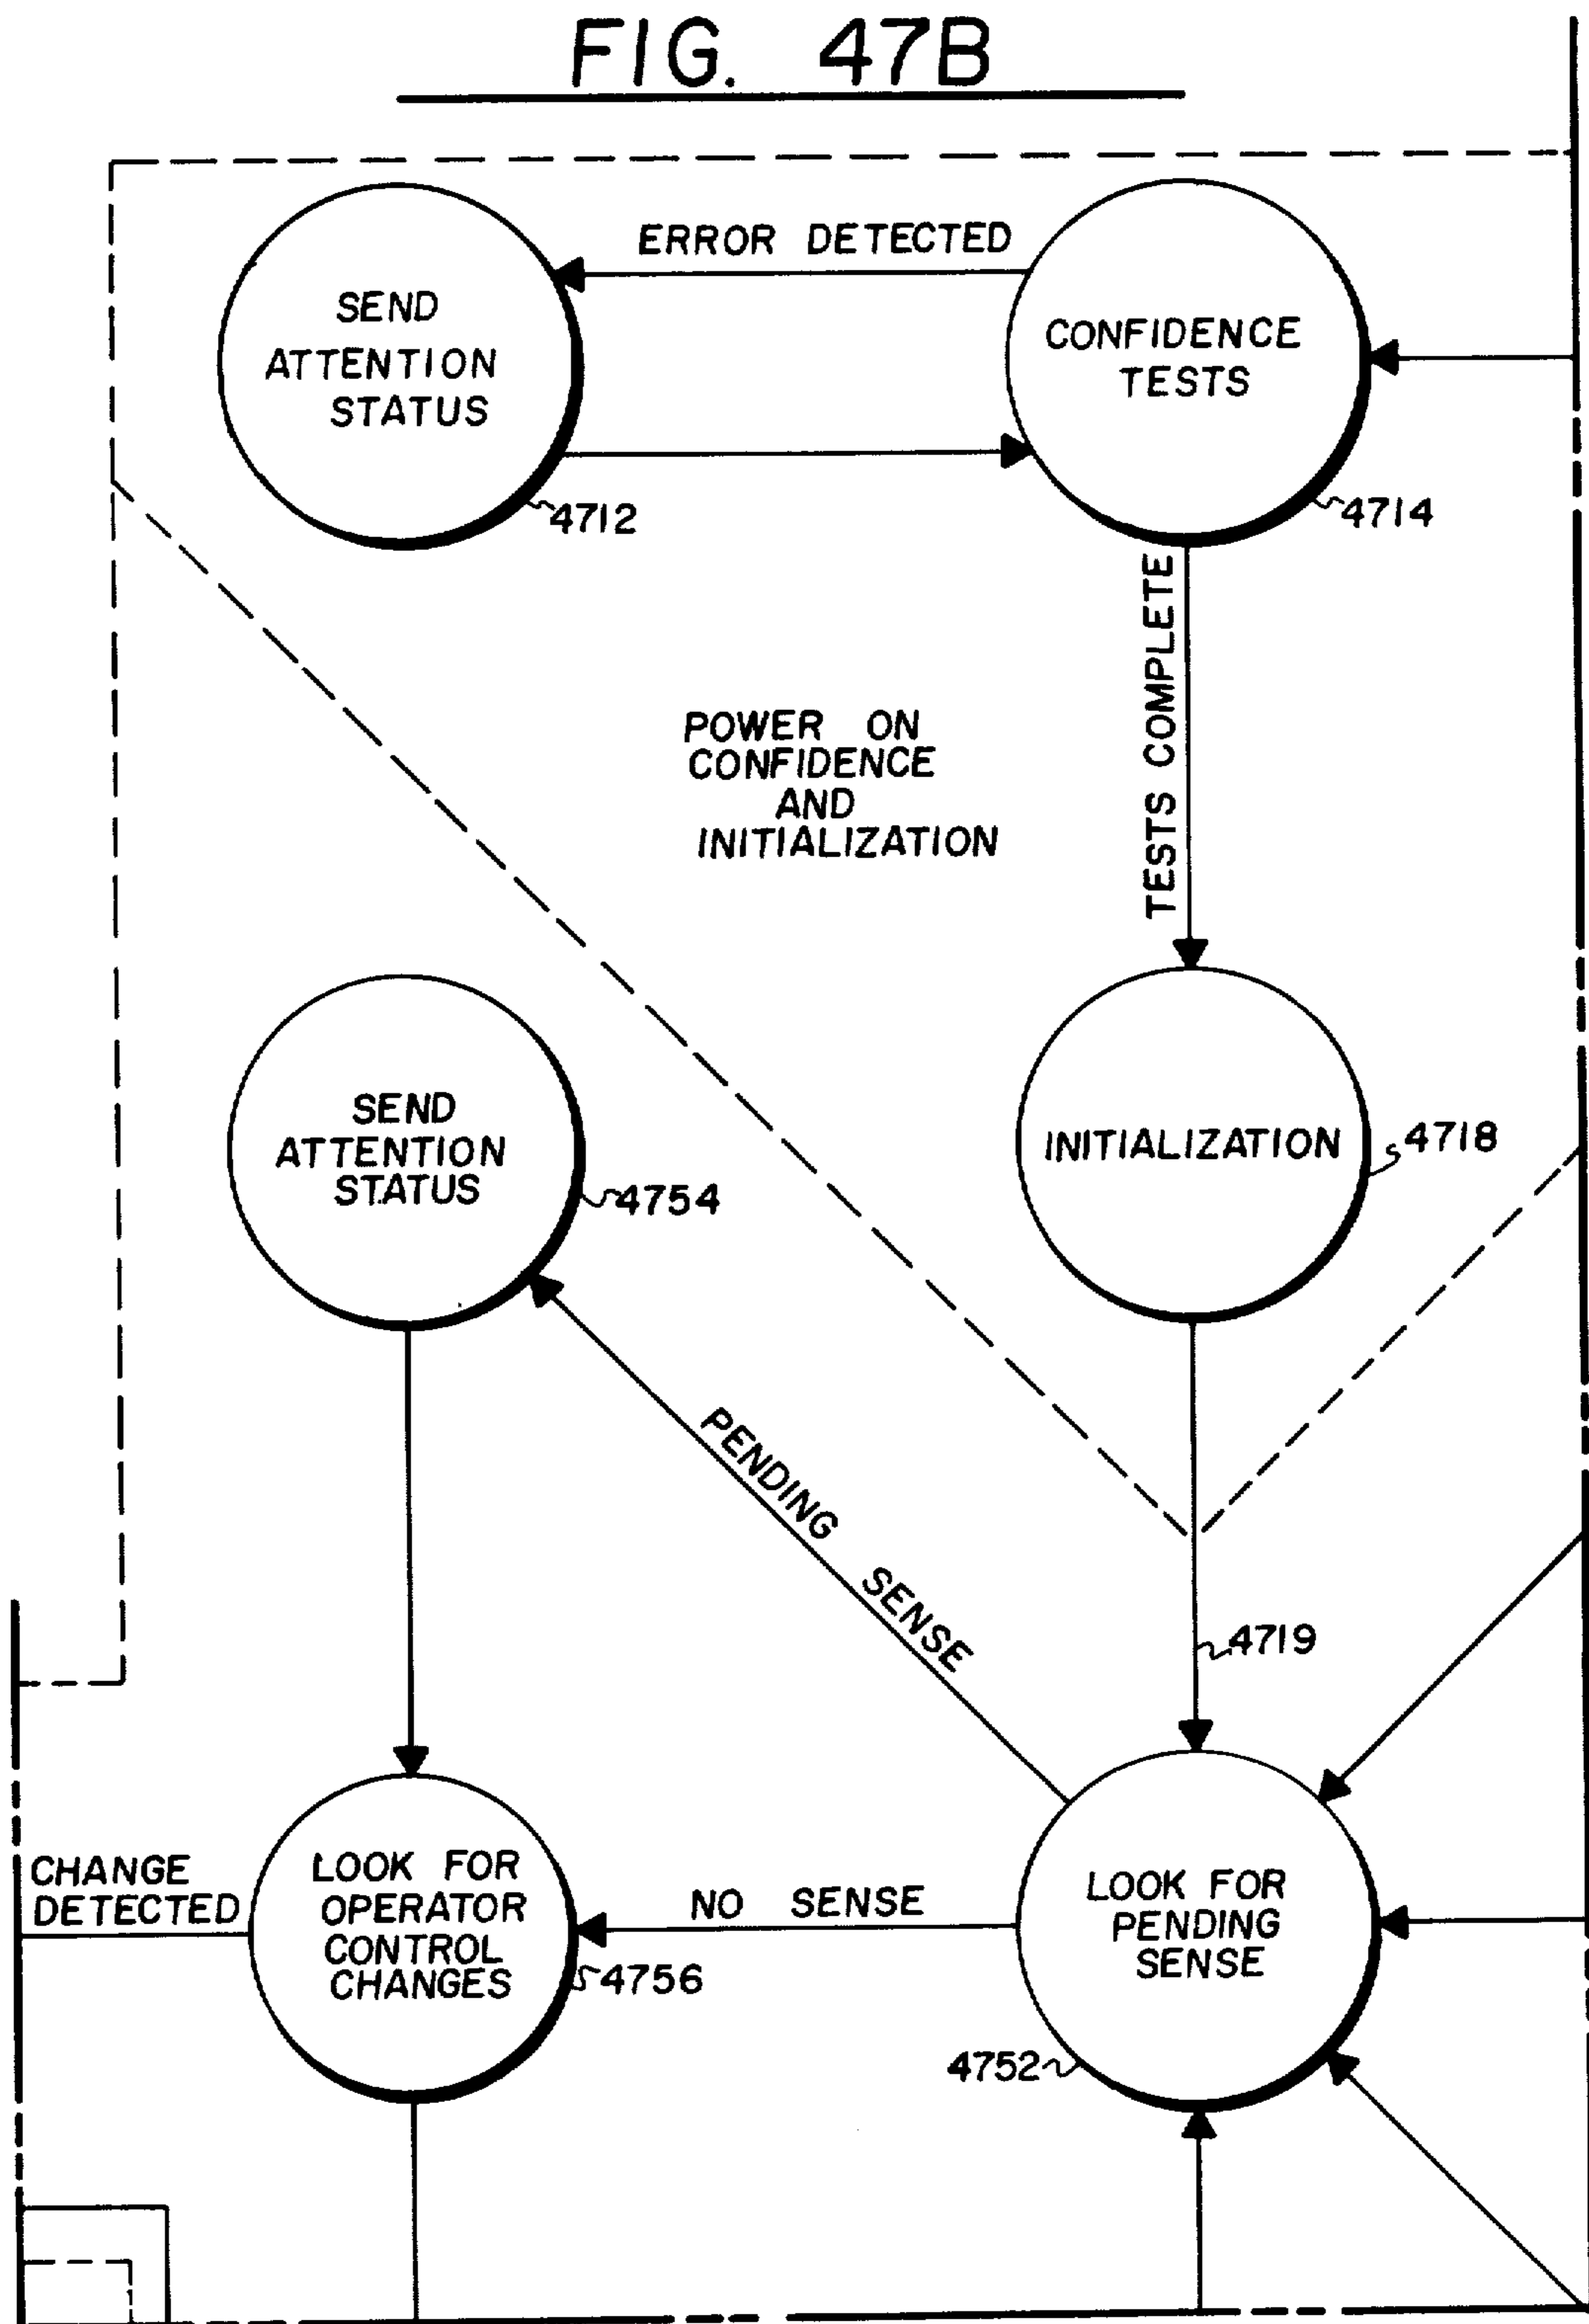 FIG. 47B
ERROR DETECTED
SEND
ATTENTION
STATUS
4712
CONFIDENCE
TESTS
4714
TESTS COMPLETE
POWER ON
CONFIDENCE
AND
INITIALIZATION
SEND
ATTENTION
STATUS
4754
INITIALIZATION
4718
PENDING SENSE
4719
CHANGE
DETECTED
LOOK FOR
OPERATOR
CONTROL
CHANGES
4756
NO SENSE
LOOK FOR
PENDING
SENSE
4752